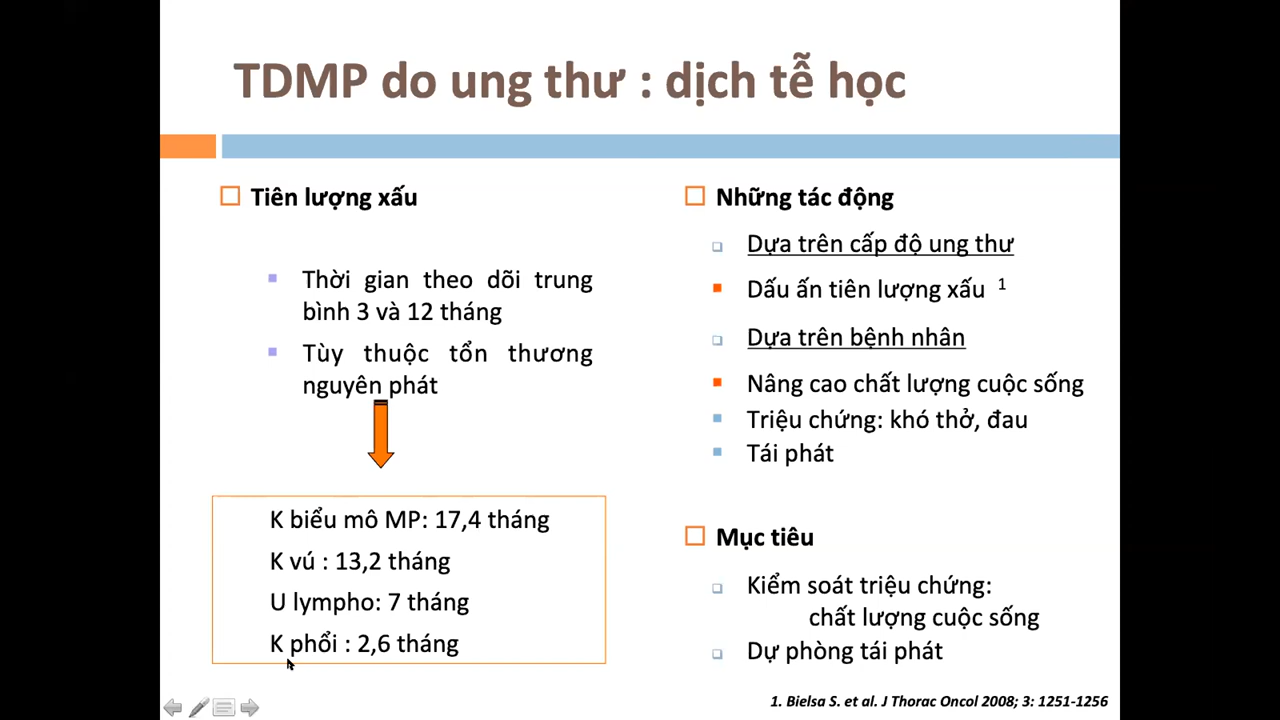 TDMP do ung thư : dịch tễ học
Tiên lượng xấu
Thời gian theo dõi trung
bình 3 và 12 tháng
Tùy thuộc tổn thương
nguyên phát
K biểu mô MP: 17,4 tháng
K vú : 13,2 tháng
U lympho: 7 tháng
K phổi : 2,6 tháng
Những tác động
Dựa trên cấp độ ung thư
Dấu ấn tiên lượng xấu 1
Dựa trên bệnh nhân
Nâng cao chất lượng cuộc sống
Triệu chứng: khó thở, đau
Tái phát
Mục tiêu
Kiểm soát triệu chứng:
chất lượng cuộc sống
Dự phòng tái phát
1. Bielsa S. et al. J Thorac Oncol 2008; 3: 1251-1256